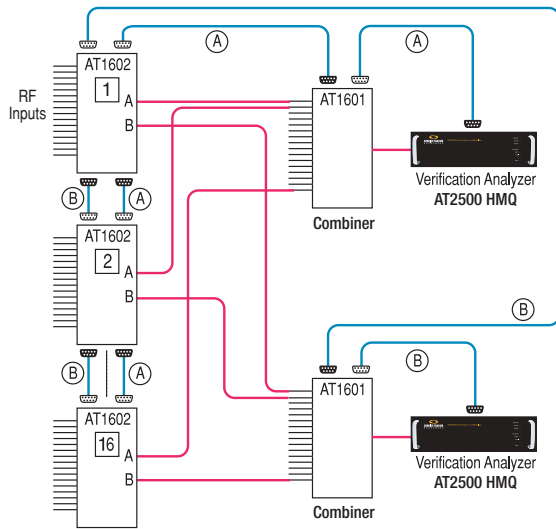 A
A
AT1602
1
A
B
RF
Inputs
AT1601
Combiner
Verification Analyzer
AT2500 HMQ
B
A
AT1602
2
A
B
B
B
A
B
AT1602
16
A
B
AT1601
Combiner
Verification Analyzer
AT2500 HMQ